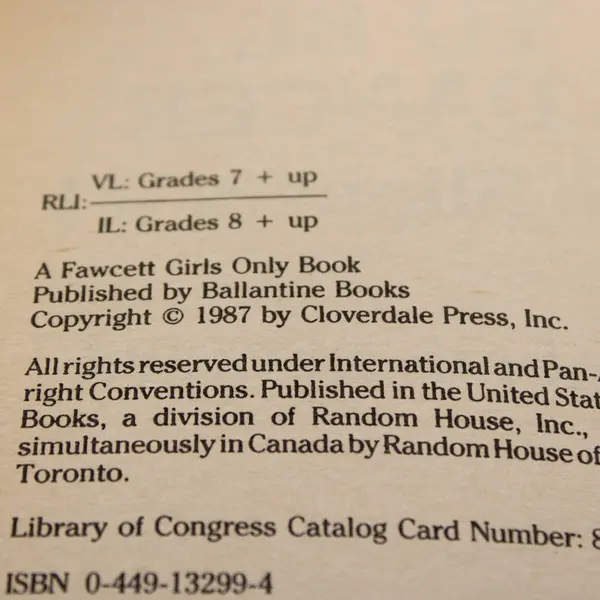 VL: Grades 7 + up
RLI:
IL: Grades 8 + up
A Fawcett Girls Only Book
Published by Ballantine Books
Copyright © 1987 by Cloverdale Press, Inc.
All rights reserved under International and Pan-
right Conventions. Published in the United Stat
Books, a division of Random House, Inc.,
simultaneously in Canada by Random House of
Toronto.
Library of Congress Catalog Card Number: 8
ISBN 0-449-13299-4